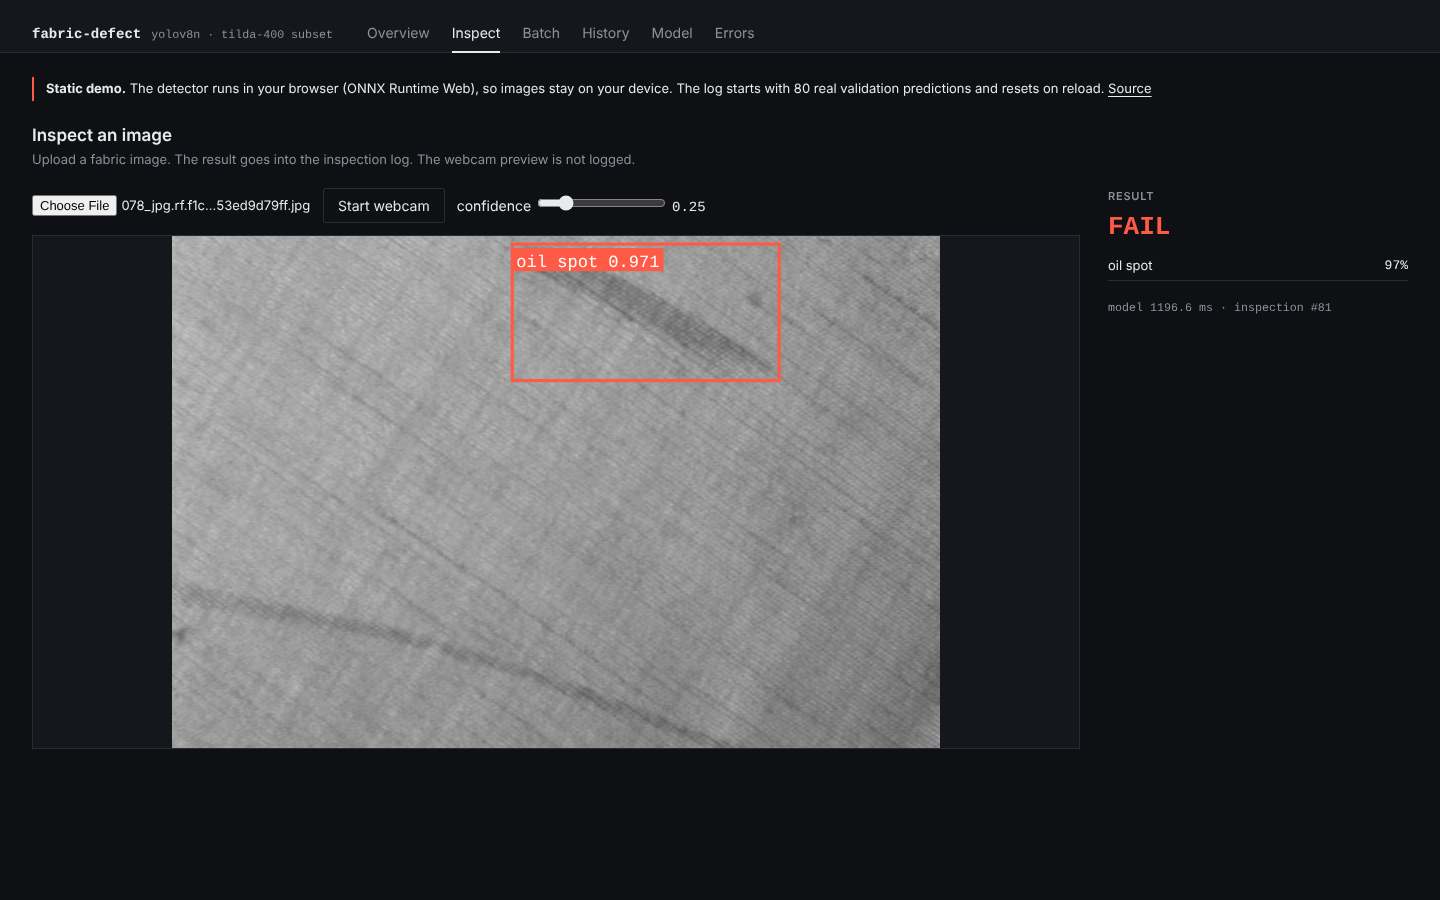 fabric-defect yolov8n · tilda-400 subset Overview Inspect Batch History Model Errors
Static demo. The detector runs in your browser (ONNX Runtime Web), so images stay on your device. The log starts with 80 real validation predictions and resets on reload. Source
Inspect an image
Upload a fabric image. The result goes into the inspection log. The webcam preview is not logged.
Choose File 078_jpg.rf.f1c...53ed9d79ff.jpg Start webcam confidence 0.25
oil spot 0.971
RESULT
FAIL
oil spot 97%
model 1196.6 ms · inspection #81